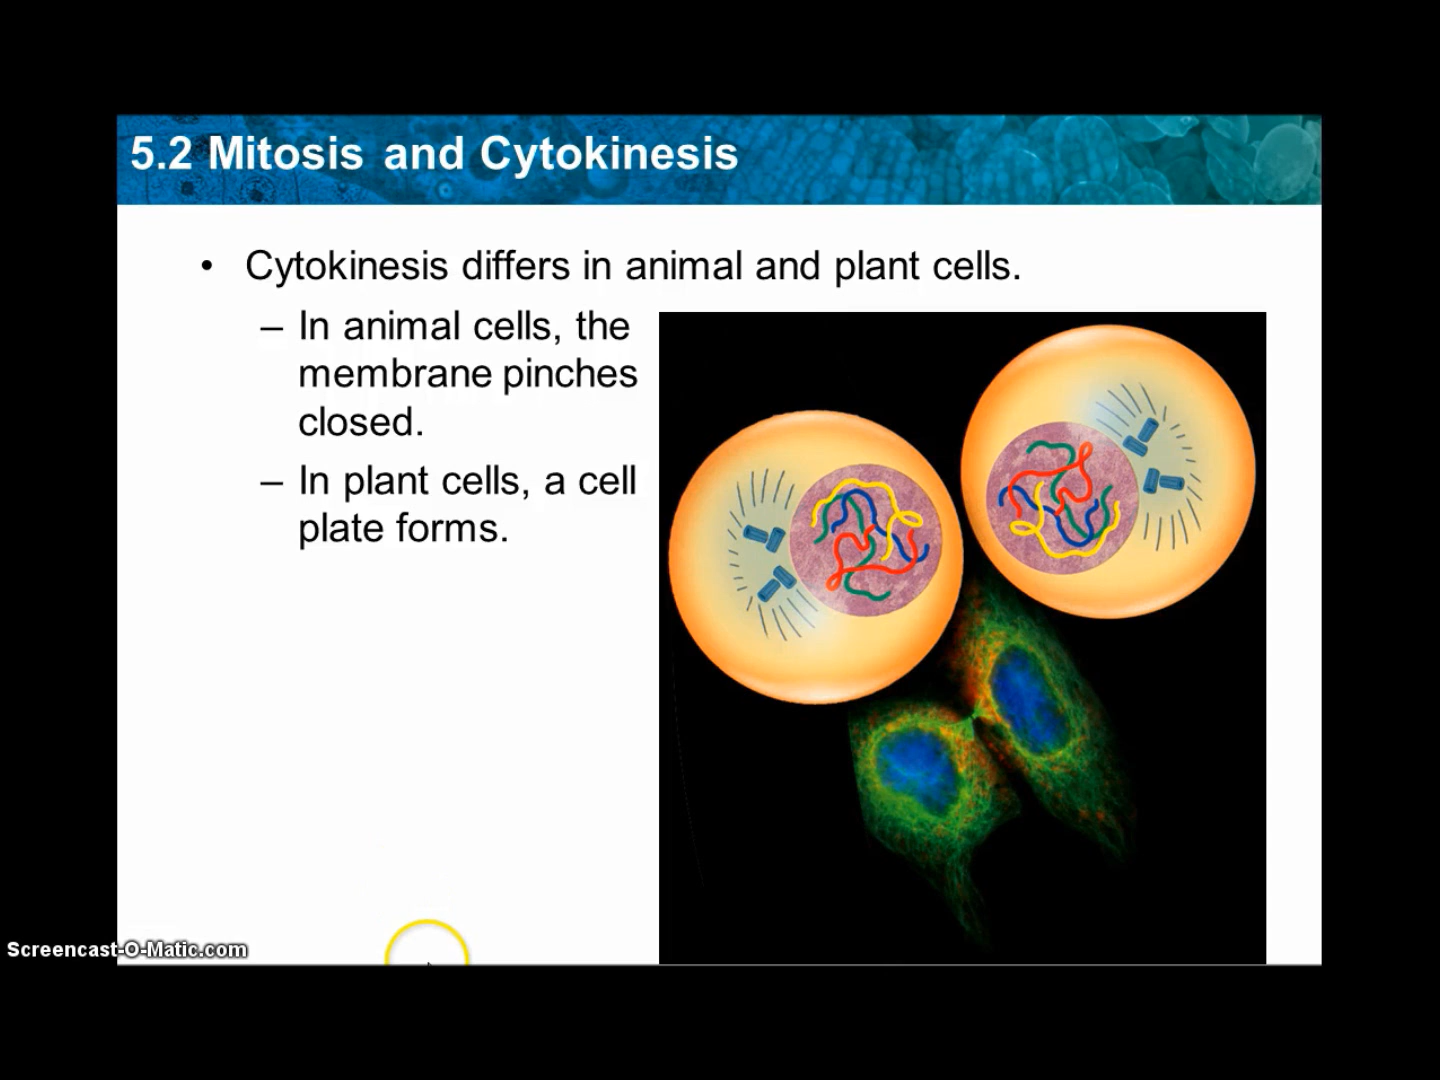 5.2 Mitosis and Cytokinesis
• Cytokinesis differs in animal and plant cells.
– In animal cells, the
membrane pinches
closed.
– In plant cells, a cell
plate forms.
Screencast-O-Matic.com